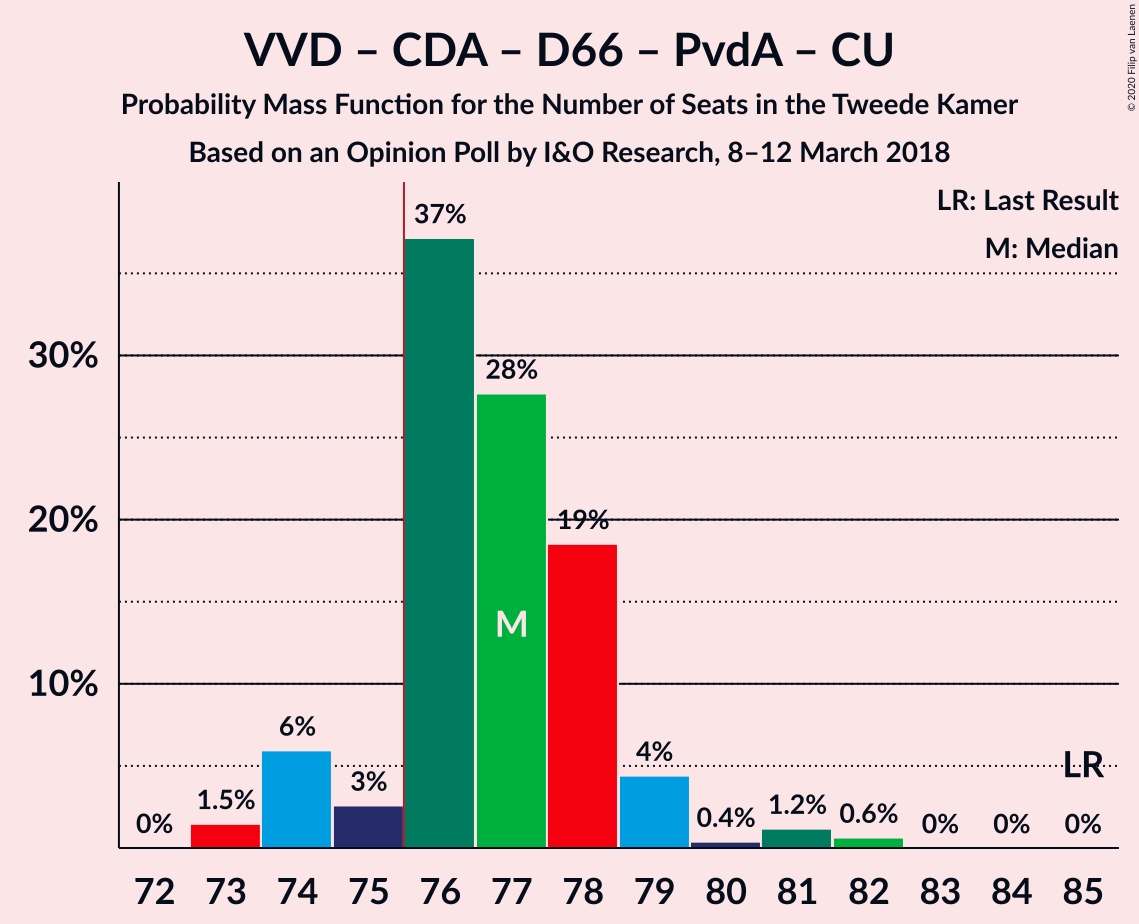 VVD – CDA – D66 – PvdA – CU
Probability Mass Function for the Number of Seats in the Tweede Kamer
Based on an Opinion Poll by I&O Research, 8–12 March 2018
© 2020 Filip van Laenen
LR: Last Result
M: Median
30%
20%
10%
0%
1.5%
6%
3%
37%
28%
19%
4%
0.4%
1.2%
0.6%
0%
0%
0%
M
LR
72 73 74 75 76 77 78 79 80 81 82 83 84 85